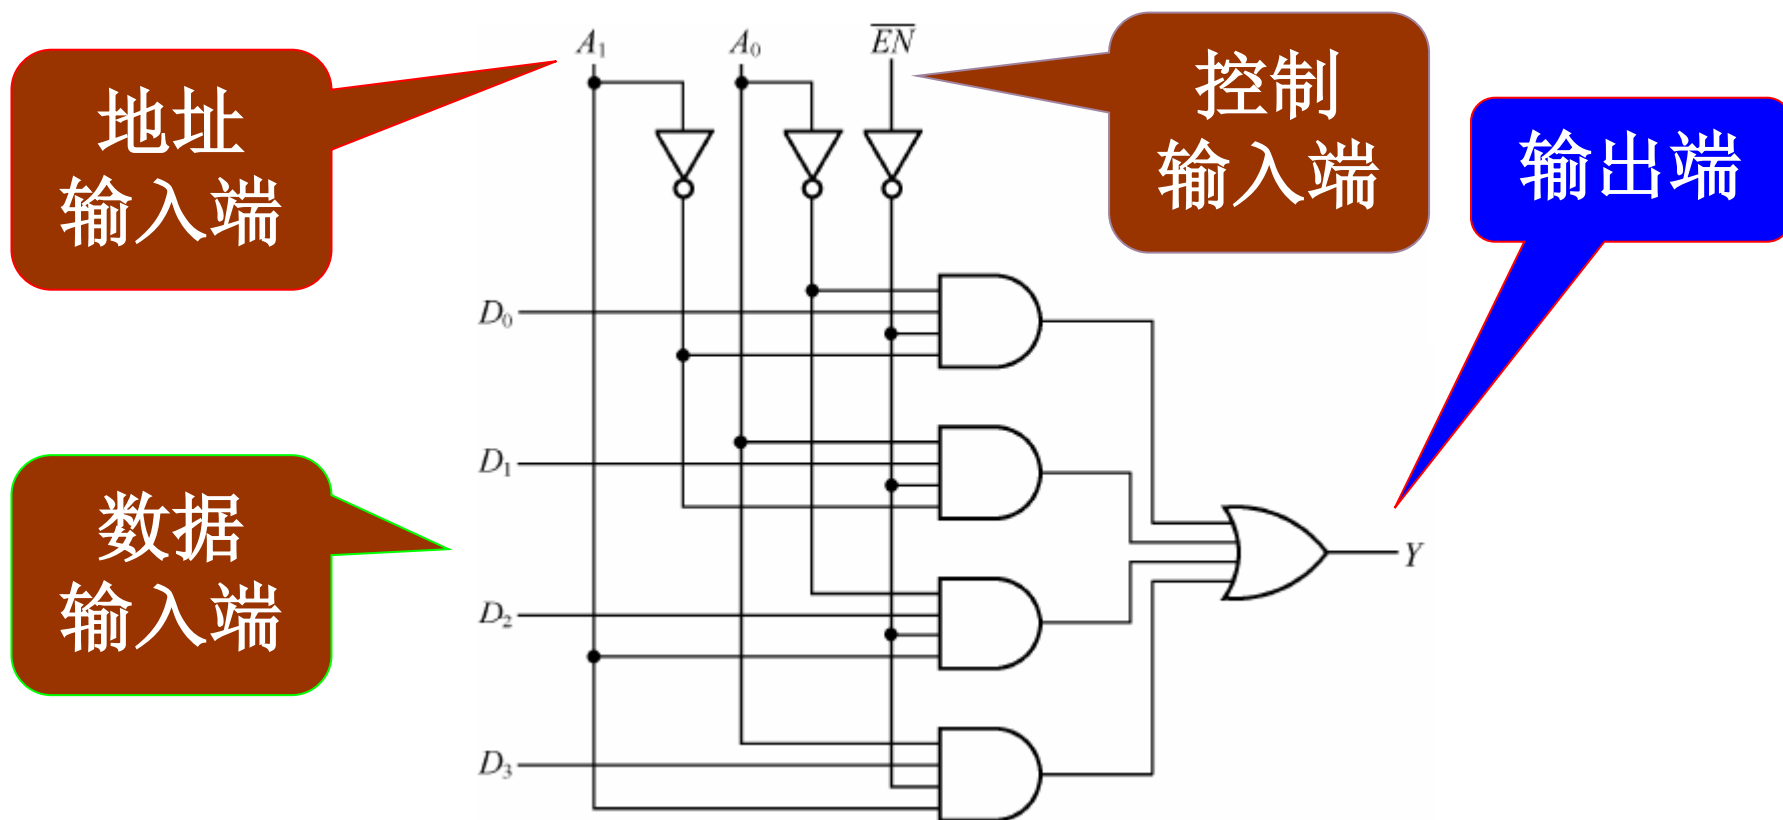 A₁ A₀ \overline{EN}
地址
输入端
控制
输入端
输出端
D₀
D₁
数据
输入端
Y
D₂
D₃